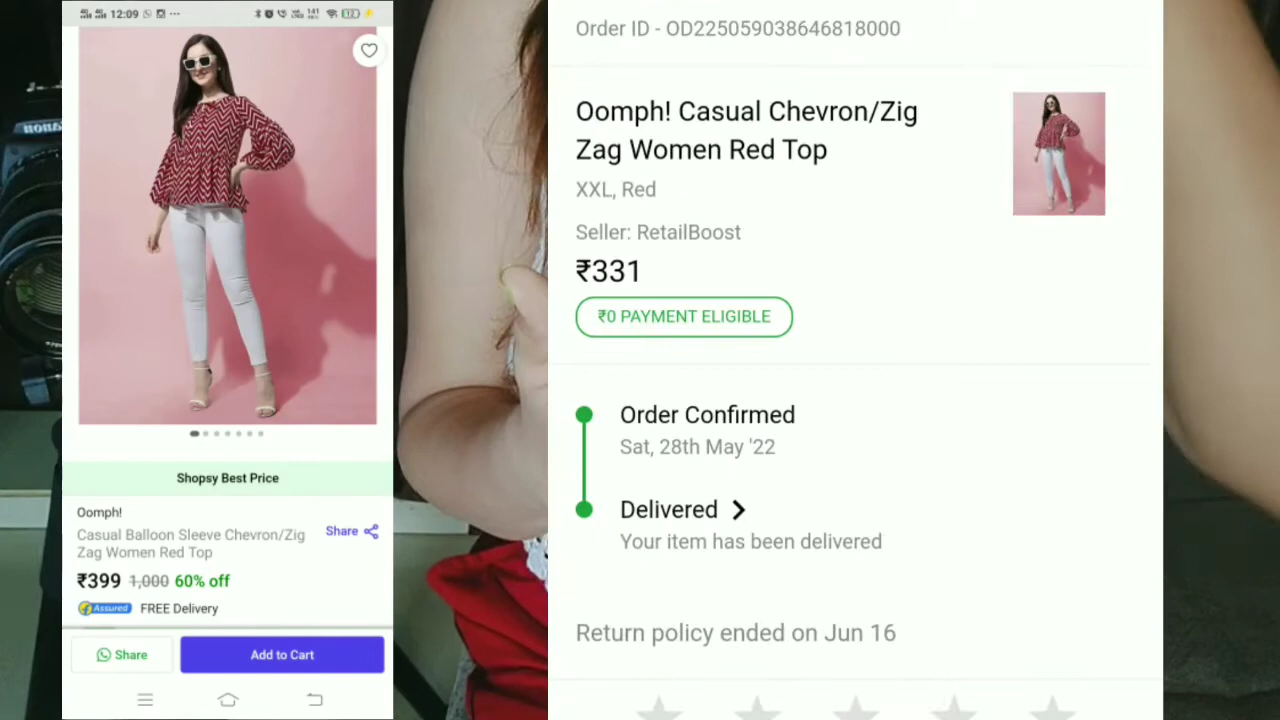 12:09
Shopsy Best Price
Oomph!
Casual Balloon Sleeve Chevron/Zig
Zag Women Red Top
Share
₹399 1,000 60% off
Assured FREE Delivery
Share
Add to Cart
Order ID - OD225059038646818000
Oomph! Casual Chevron/Zig
Zag Women Red Top
XXL, Red
Seller: RetailBoost
₹331
₹0 PAYMENT ELIGIBLE
Order Confirmed
Sat, 28th May '22
Delivered
Your item has been delivered
Return policy ended on Jun 16